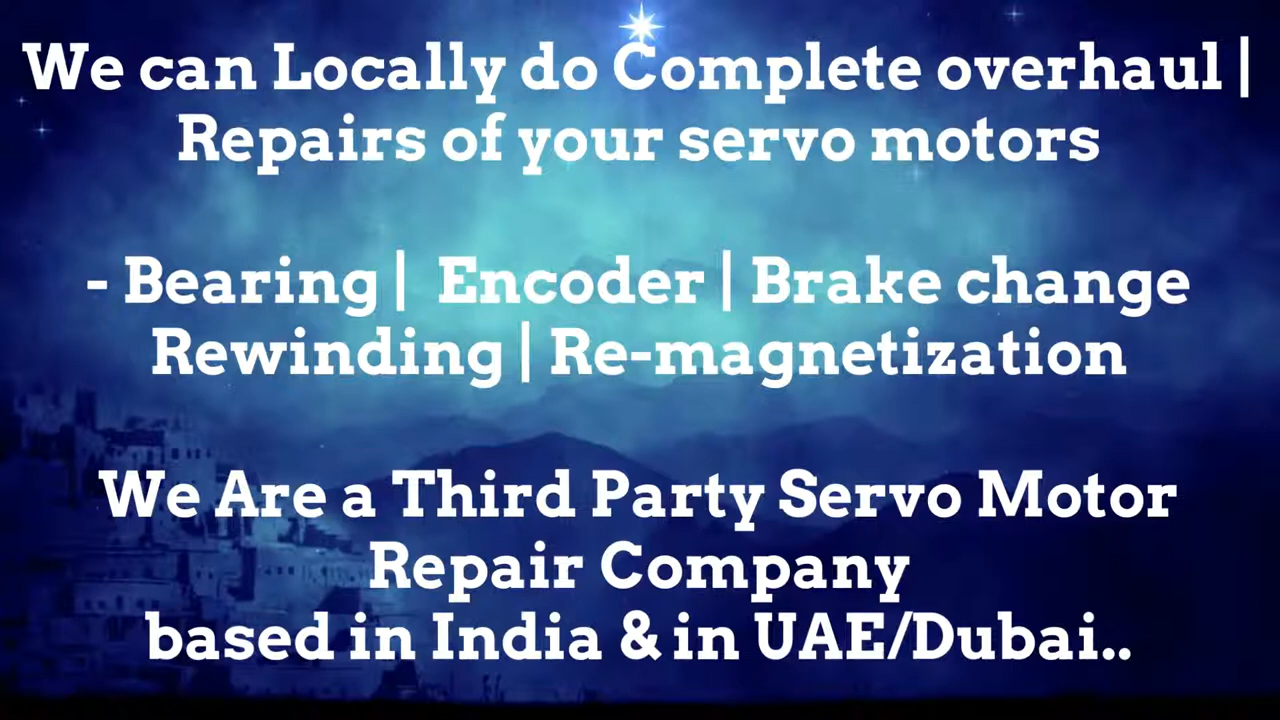 We can Locally do Complete overhaul |
Repairs of your servo motors
- Bearing | Encoder | Brake change
Rewinding | Re-magnetization
We Are a Third Party Servo Motor
Repair Company
based in India & in UAE/Dubai..